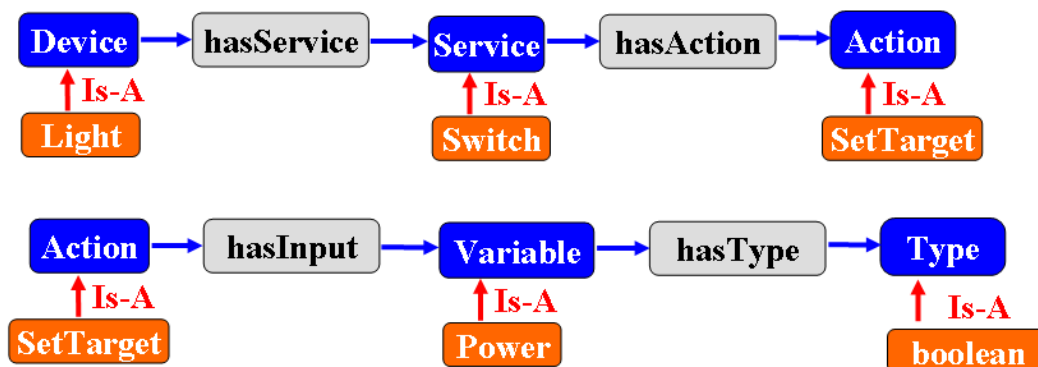 Device hasService Service hasAction Action
Is-A Is-A Is-A
Light Switch SetTarget
Action hasInput Variable hasType Type
Is-A Is-A Is-A
SetTarget Power boolean